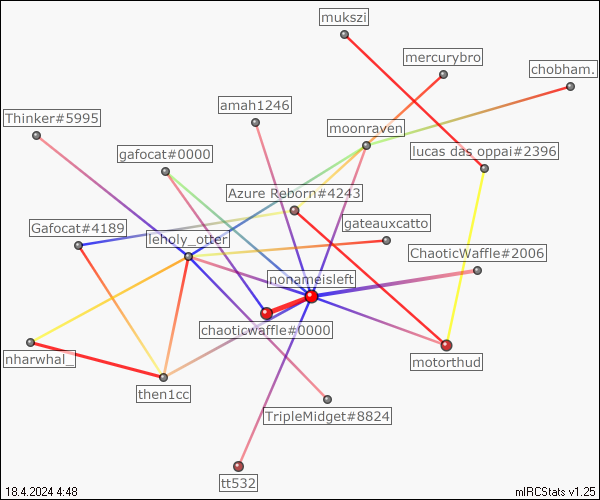 mukszi
mercurybro
chobham.
amah1246
Thinker#5995
moonraven
gafocat#0000
lucas das oppai#2396
Azure Reborn#4243
Gafocat#4189
gateauxcatto
leholy_otter
ChaoticWaffle#2006
nonameisleft
chaoticwaffle#0000
nharwhal_
motorthud
then1cc
TripleMidget#8824
tt532
18.4.2024 4:48
mIRCStats v1.25